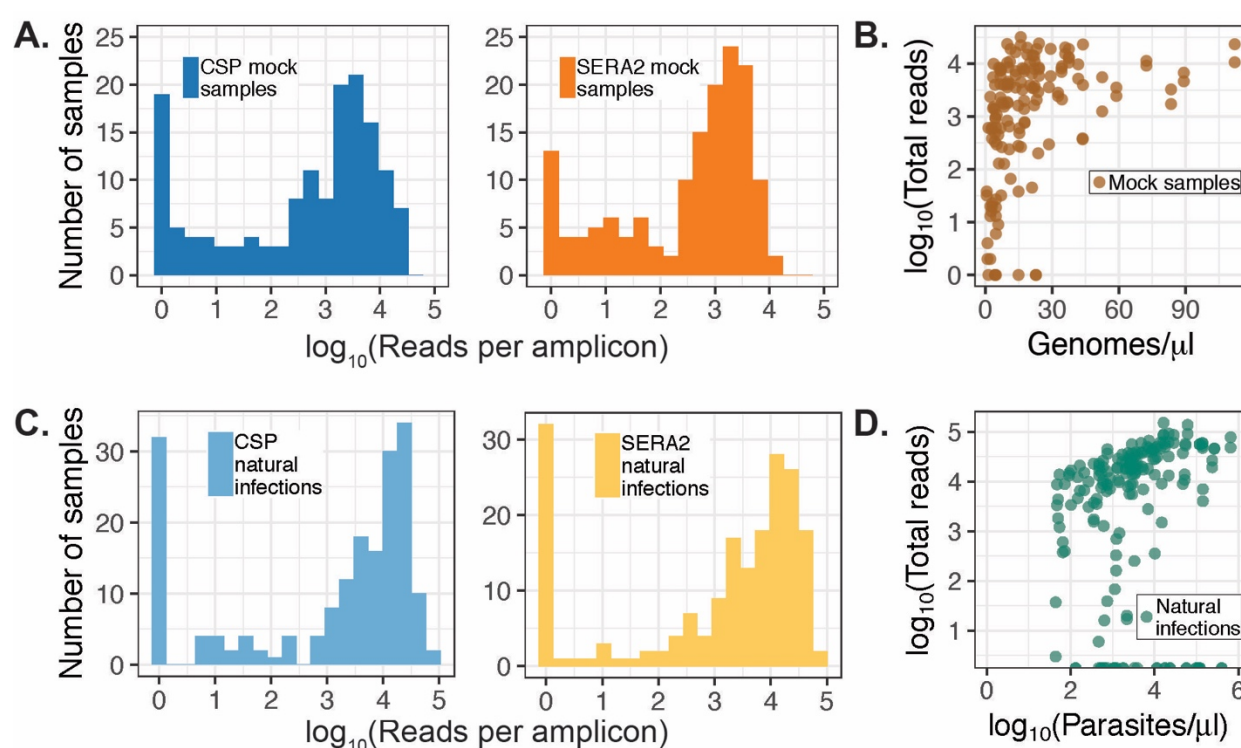 A.
Number of samples
25
20
15
10
5
0
CSP mock
samples
0 1 2 3 4 5
25
20
15
10
5
0
SERA2 mock
samples
0 1 2 3 4 5
log10(Reads per amplicon)
B.
log10(Total reads)
4
3
2
1
0
Mock samples
0 30 60 90
Genomes/μl
C.
Number of samples
30
20
10
0
CSP
natural
infections
0 1 2 3 4 5
30
20
10
0
SERA2
natural
infections
0 1 2 3 4 5
log10(Reads per amplicon)
D.
log10(Total reads)
5
4
3
2
1
Natural
infections
0 2 4 6
log10(Parasites/μl)